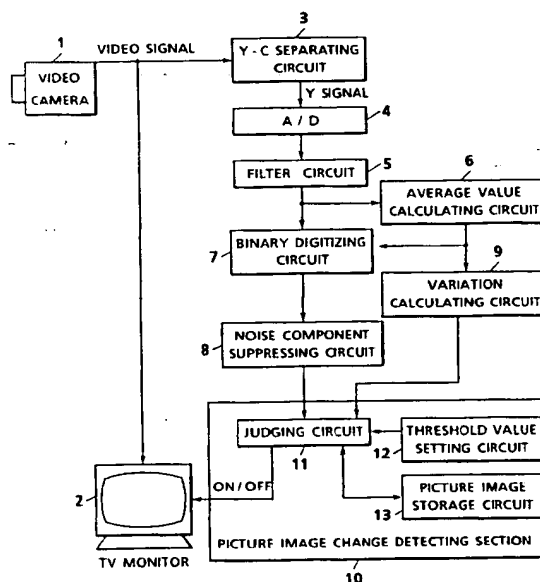 1
VIDEO SIGNAL
VIDEO
CAMERA
3
Y - C SEPARATING
CIRCUIT
Y SIGNAL
A / D
4
FILTER CIRCUIT
5
6
AVERAGE VALUE
CALCULATING CIRCUIT
7
BINARY DIGITIZING
CIRCUIT
9
VARIATION
CALCULATING CIRCUIT
8
NOISE COMPONENT
SUPPRESSING CIRCUIT
JUDGING CIRCUIT
11
THRESHOLD VALUE
SETTING CIRCUIT
12
2
ON / OFF
PICTURE IMAGE
STORAGE CIRCUIT
13
TV MONITOR
PICTURE IMAGE CHANGE DETECTING SECTION
10